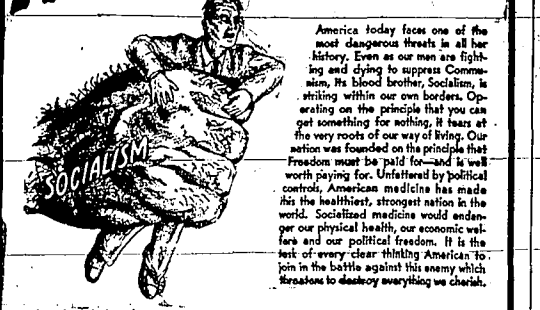 SOCIALISM
America today faces one of the
most dangerous threats in all her
history. Even as our men are fight-
ing and dying to suppress Commu-
nism, its blood brother, Socialism, is
striking within our own borders. Op-
erating on the principle that you can
get something for nothing, it tears at
the very roots of our way of living. Our
nation was founded on the principle that
Freedom must be paid for—and is well
worth paying for. Unfettered by political
controls, American medicine has made
this the healthiest, strongest nation in the
world. Socialized medicine would endan-
ger our physical health, our economic wel-
fare and our political freedom. It is the
task of every clear thinking American to
join in the battle against this enemy which
threatens to destroy everything we cherish.